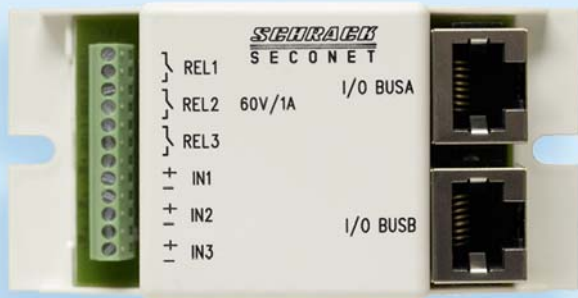 SCHRACK
SECONET
REL1
I/O BUSA
REL2 60V/1A
REL3
+
− IN1
+
− IN2
I/O BUSB
+
− IN3